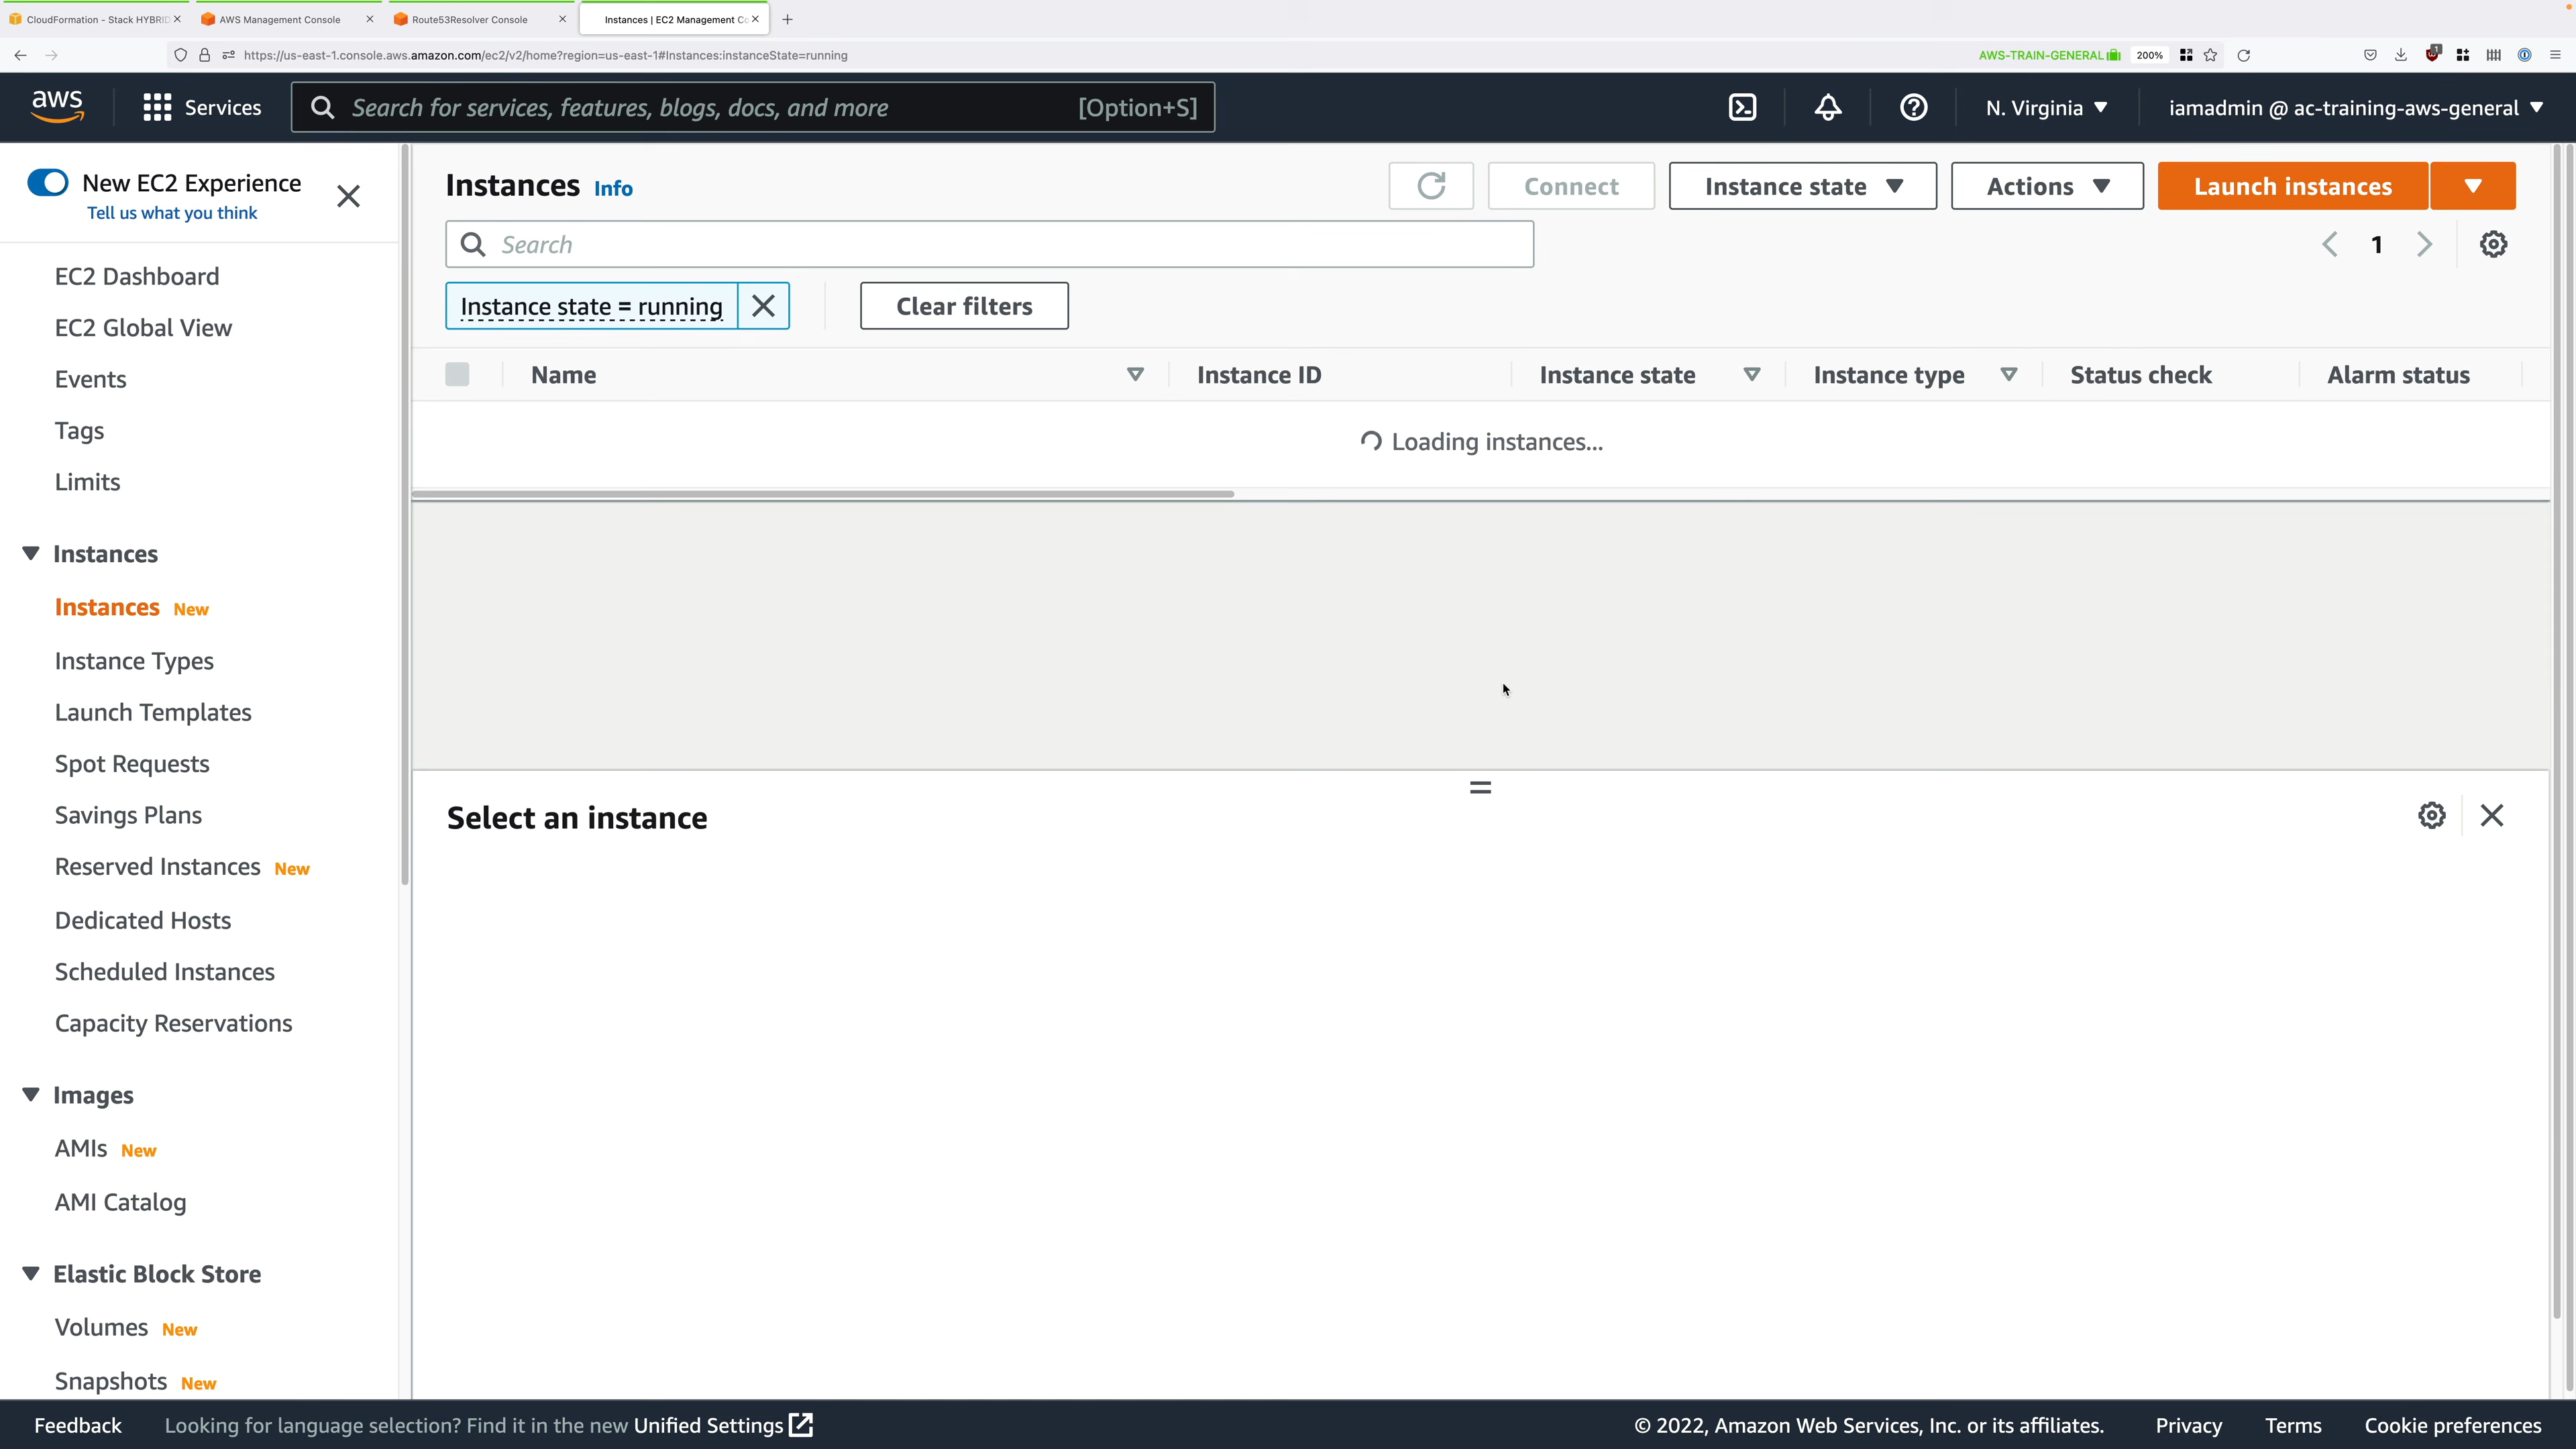 CloudFormation - Stack HYBRID
AWS Management Console
Route53Resolver Console
Instances | EC2 Management Co
https://us-east-1.console.aws.amazon.com/ec2/v2/home?region=us-east-1#Instances:instanceState=running
AWS-TRAIN-GENERAL
200%
1
aws
Services
Search for services, features, blogs, docs, and more
[Option+S]
N. Virginia
iamadmin @ ac-training-aws-general
New EC2 Experience
Tell us what you think
EC2 Dashboard
EC2 Global View
Events
Tags
Limits
Instances
Instances New
Instance Types
Launch Templates
Spot Requests
Savings Plans
Reserved Instances New
Dedicated Hosts
Scheduled Instances
Capacity Reservations
Images
AMIs New
AMI Catalog
Elastic Block Store
Volumes New
Snapshots New
Instances Info
Connect
Instance state
Actions
Launch instances
Search
1
Instance state = running
Clear filters
Name
Instance ID
Instance state
Instance type
Status check
Alarm status
Loading instances...
Select an instance
Feedback
Looking for language selection? Find it in the new Unified Settings
© 2022, Amazon Web Services, Inc. or its affiliates.
Privacy
Terms
Cookie preferences